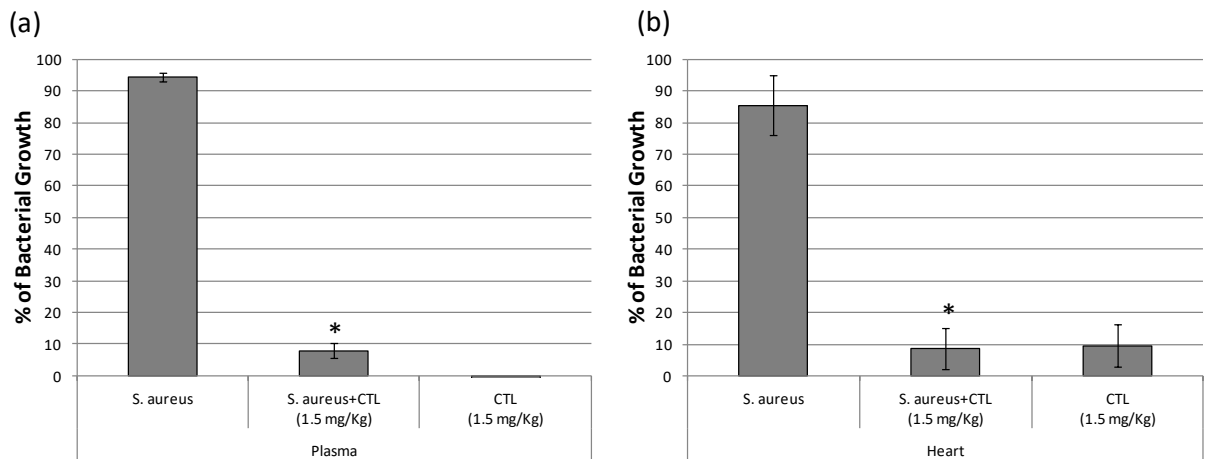 (a)
% of Bacterial Growth
100
90
80
70
60
50
40
30
20
10
0
*
S. aureus
S. aureus+CTL
(1.5 mg/Kg)
CTL
(1.5 mg/Kg)
Plasma
(b)
% of Bacterial Growth
100
90
80
70
60
50
40
30
20
10
0
*
S. aureus
S. aureus+CTL
(1.5 mg/Kg)
CTL
(1.5 mg/Kg)
Heart